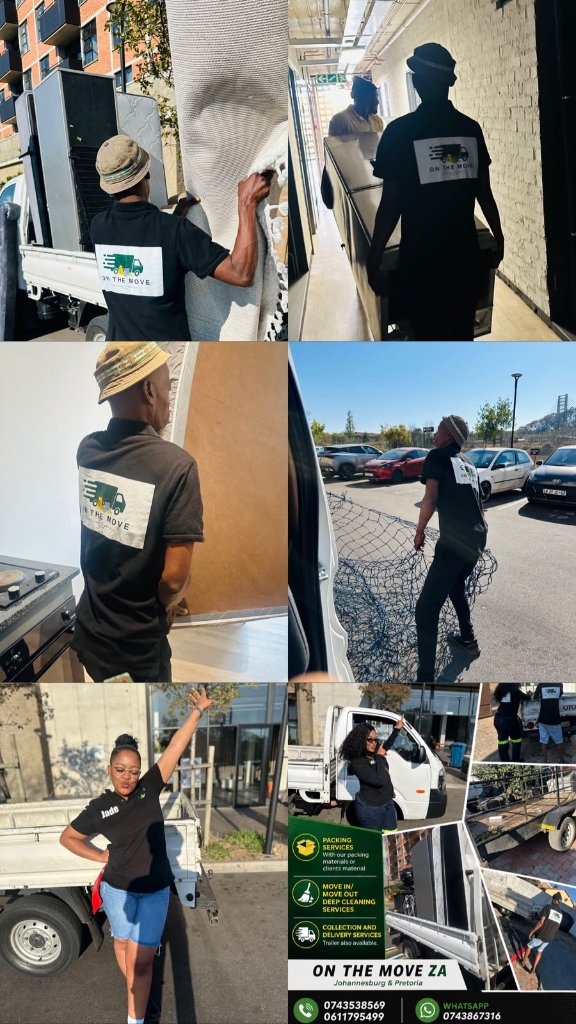 ON THE MOVE
ON THE MOVE
ON THE MOVE
Jade
PACKING
SERVICES
With our packing
materials or
clients material
MOVE IN/
MOVE OUT
DEEP CLEANING
SERVICES
COLLECTION AND
DELIVERY SERVICES
Trailer also available.
ON THE MOVE ZA
Johannesburg & Pretoria
0743538569
0611795499
WHATSAPP
0743867316